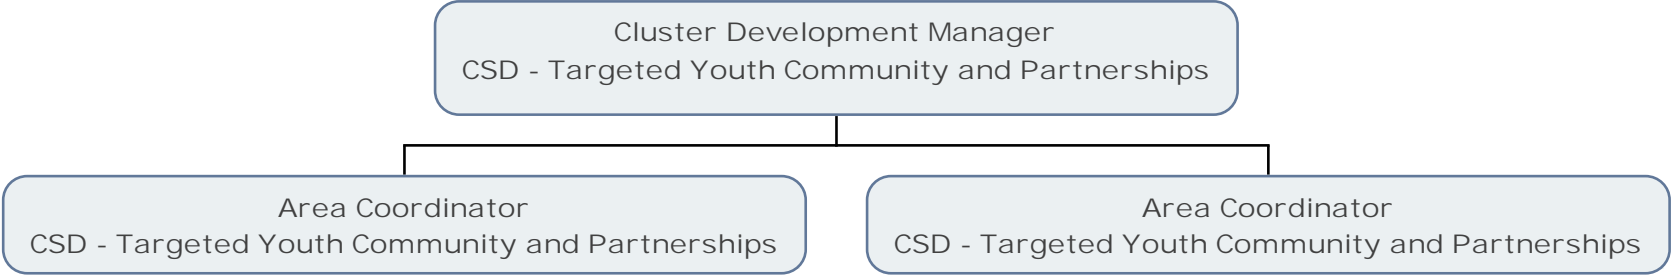 Cluster Development Manager
CSD - Targeted Youth Community and Partnerships
Area Coordinator
CSD - Targeted Youth Community and Partnerships
Area Coordinator
CSD - Targeted Youth Community and Partnerships